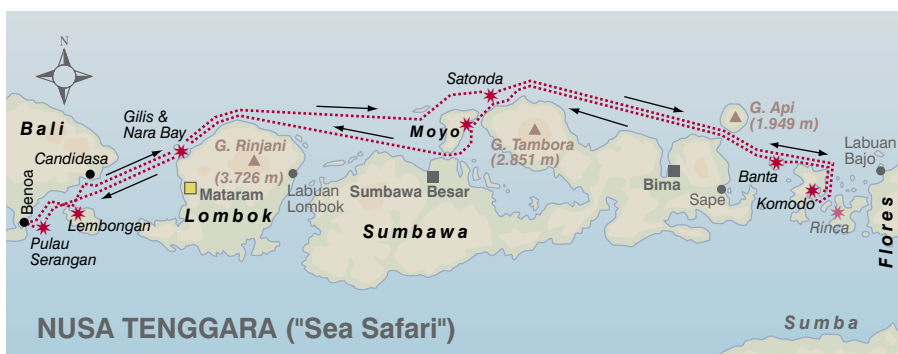 N
Bali
Candidasa
Benoa
Pulau
Serangan
Lembongan
Gilis &
Nara Bay
G. Rinjani
(3.726 m)
Mataram
Lombok
Labuan
Lombok
Satonda
Moyo
G. Tambora
(2.851 m)
Sumbawa Besar
Sumbawa
Bima
Sape
G. Api
(1.949 m)
Banta
Komodo
Rinca
Labuan
Bajo
Flores
Sumba
NUSA TENGGARA ("Sea Safari")